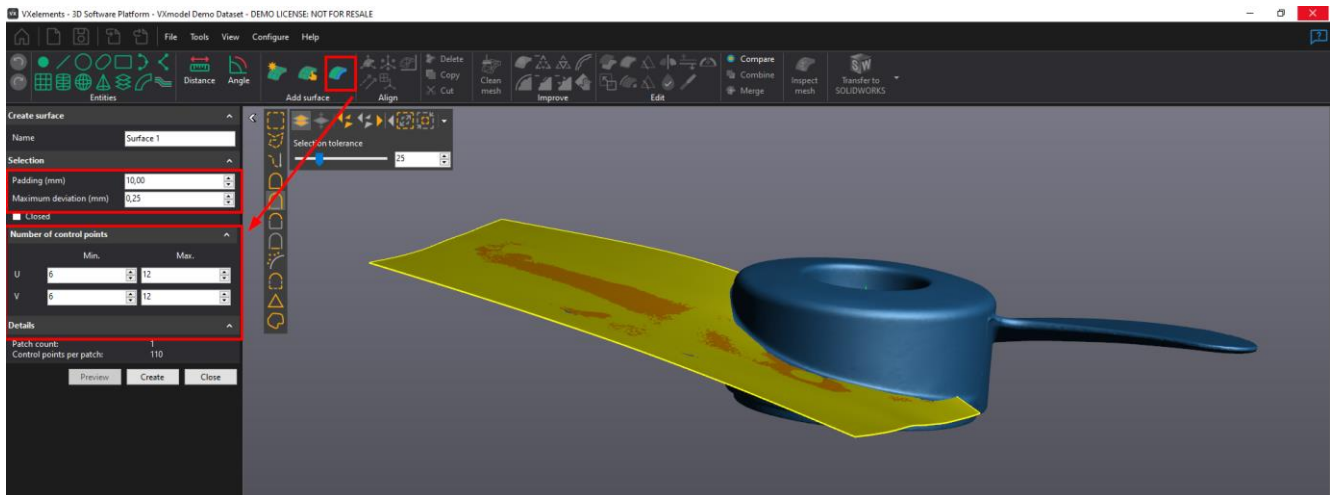 VXelements - 3D Software Platform - VXmodel Demo Dataset - DEMO LICENSE: NOT FOR RESALE
File Tools View Configure Help
Entities
Distance
Angle
Add surface
Align
Delete
Copy
Cut
Clean mesh
Improve
Edit
Compare
Combine
Merge
Inspect mesh
Transfer to SOLIDWORKS
Create surface
Name Surface 1
Selection
Padding (mm) 10,00
Maximum deviation (mm) 0,25
Closed
Number of control points
Min. Max.
U 6 12
V 6 12
Details
Patch count: 1
Control points per patch: 110
Preview Create Close
Selection tolerance
25